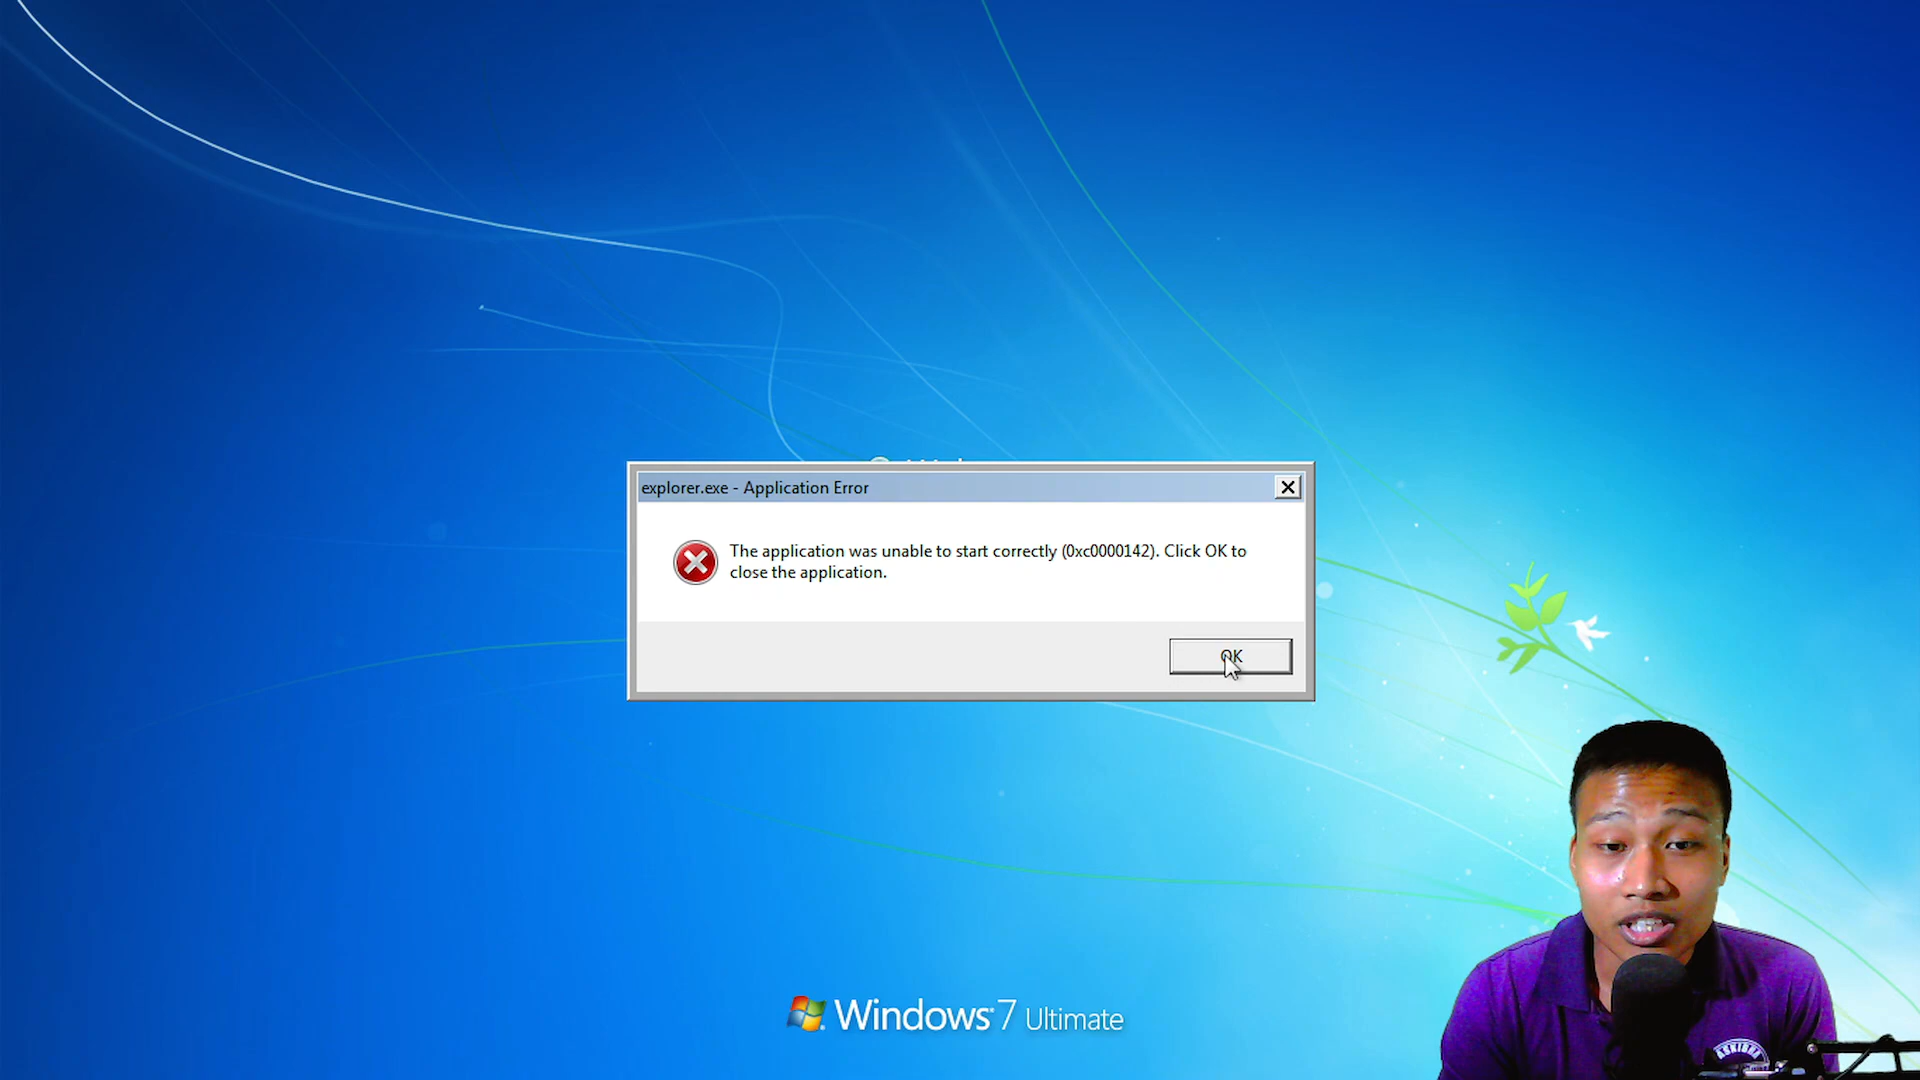 explorer.exe - Application Error
The application was unable to start correctly (0xc0000142). Click OK to
close the application.
OK
Windows 7 Ultimate